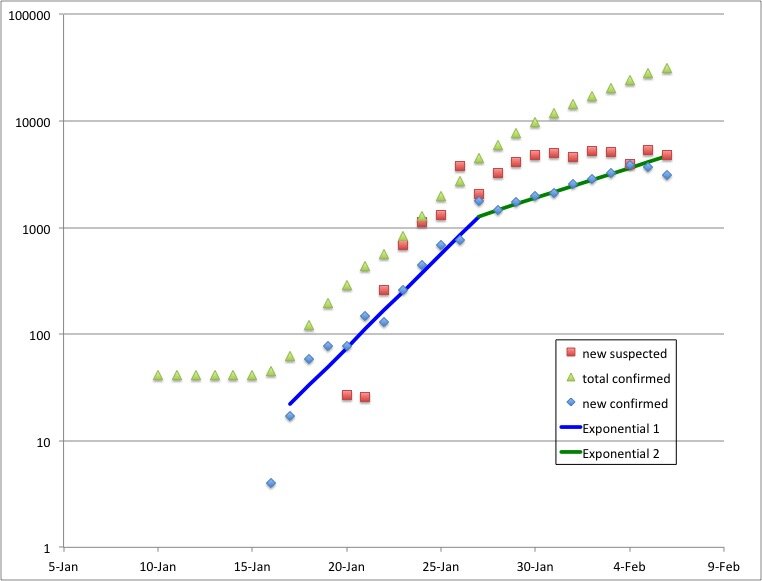 100000
10000
1000
100
10
1
5-Jan 10-Jan 15-Jan 20-Jan 25-Jan 30-Jan 4-Feb 9-Feb
new suspected
total confirmed
new confirmed
Exponential 1
Exponential 2